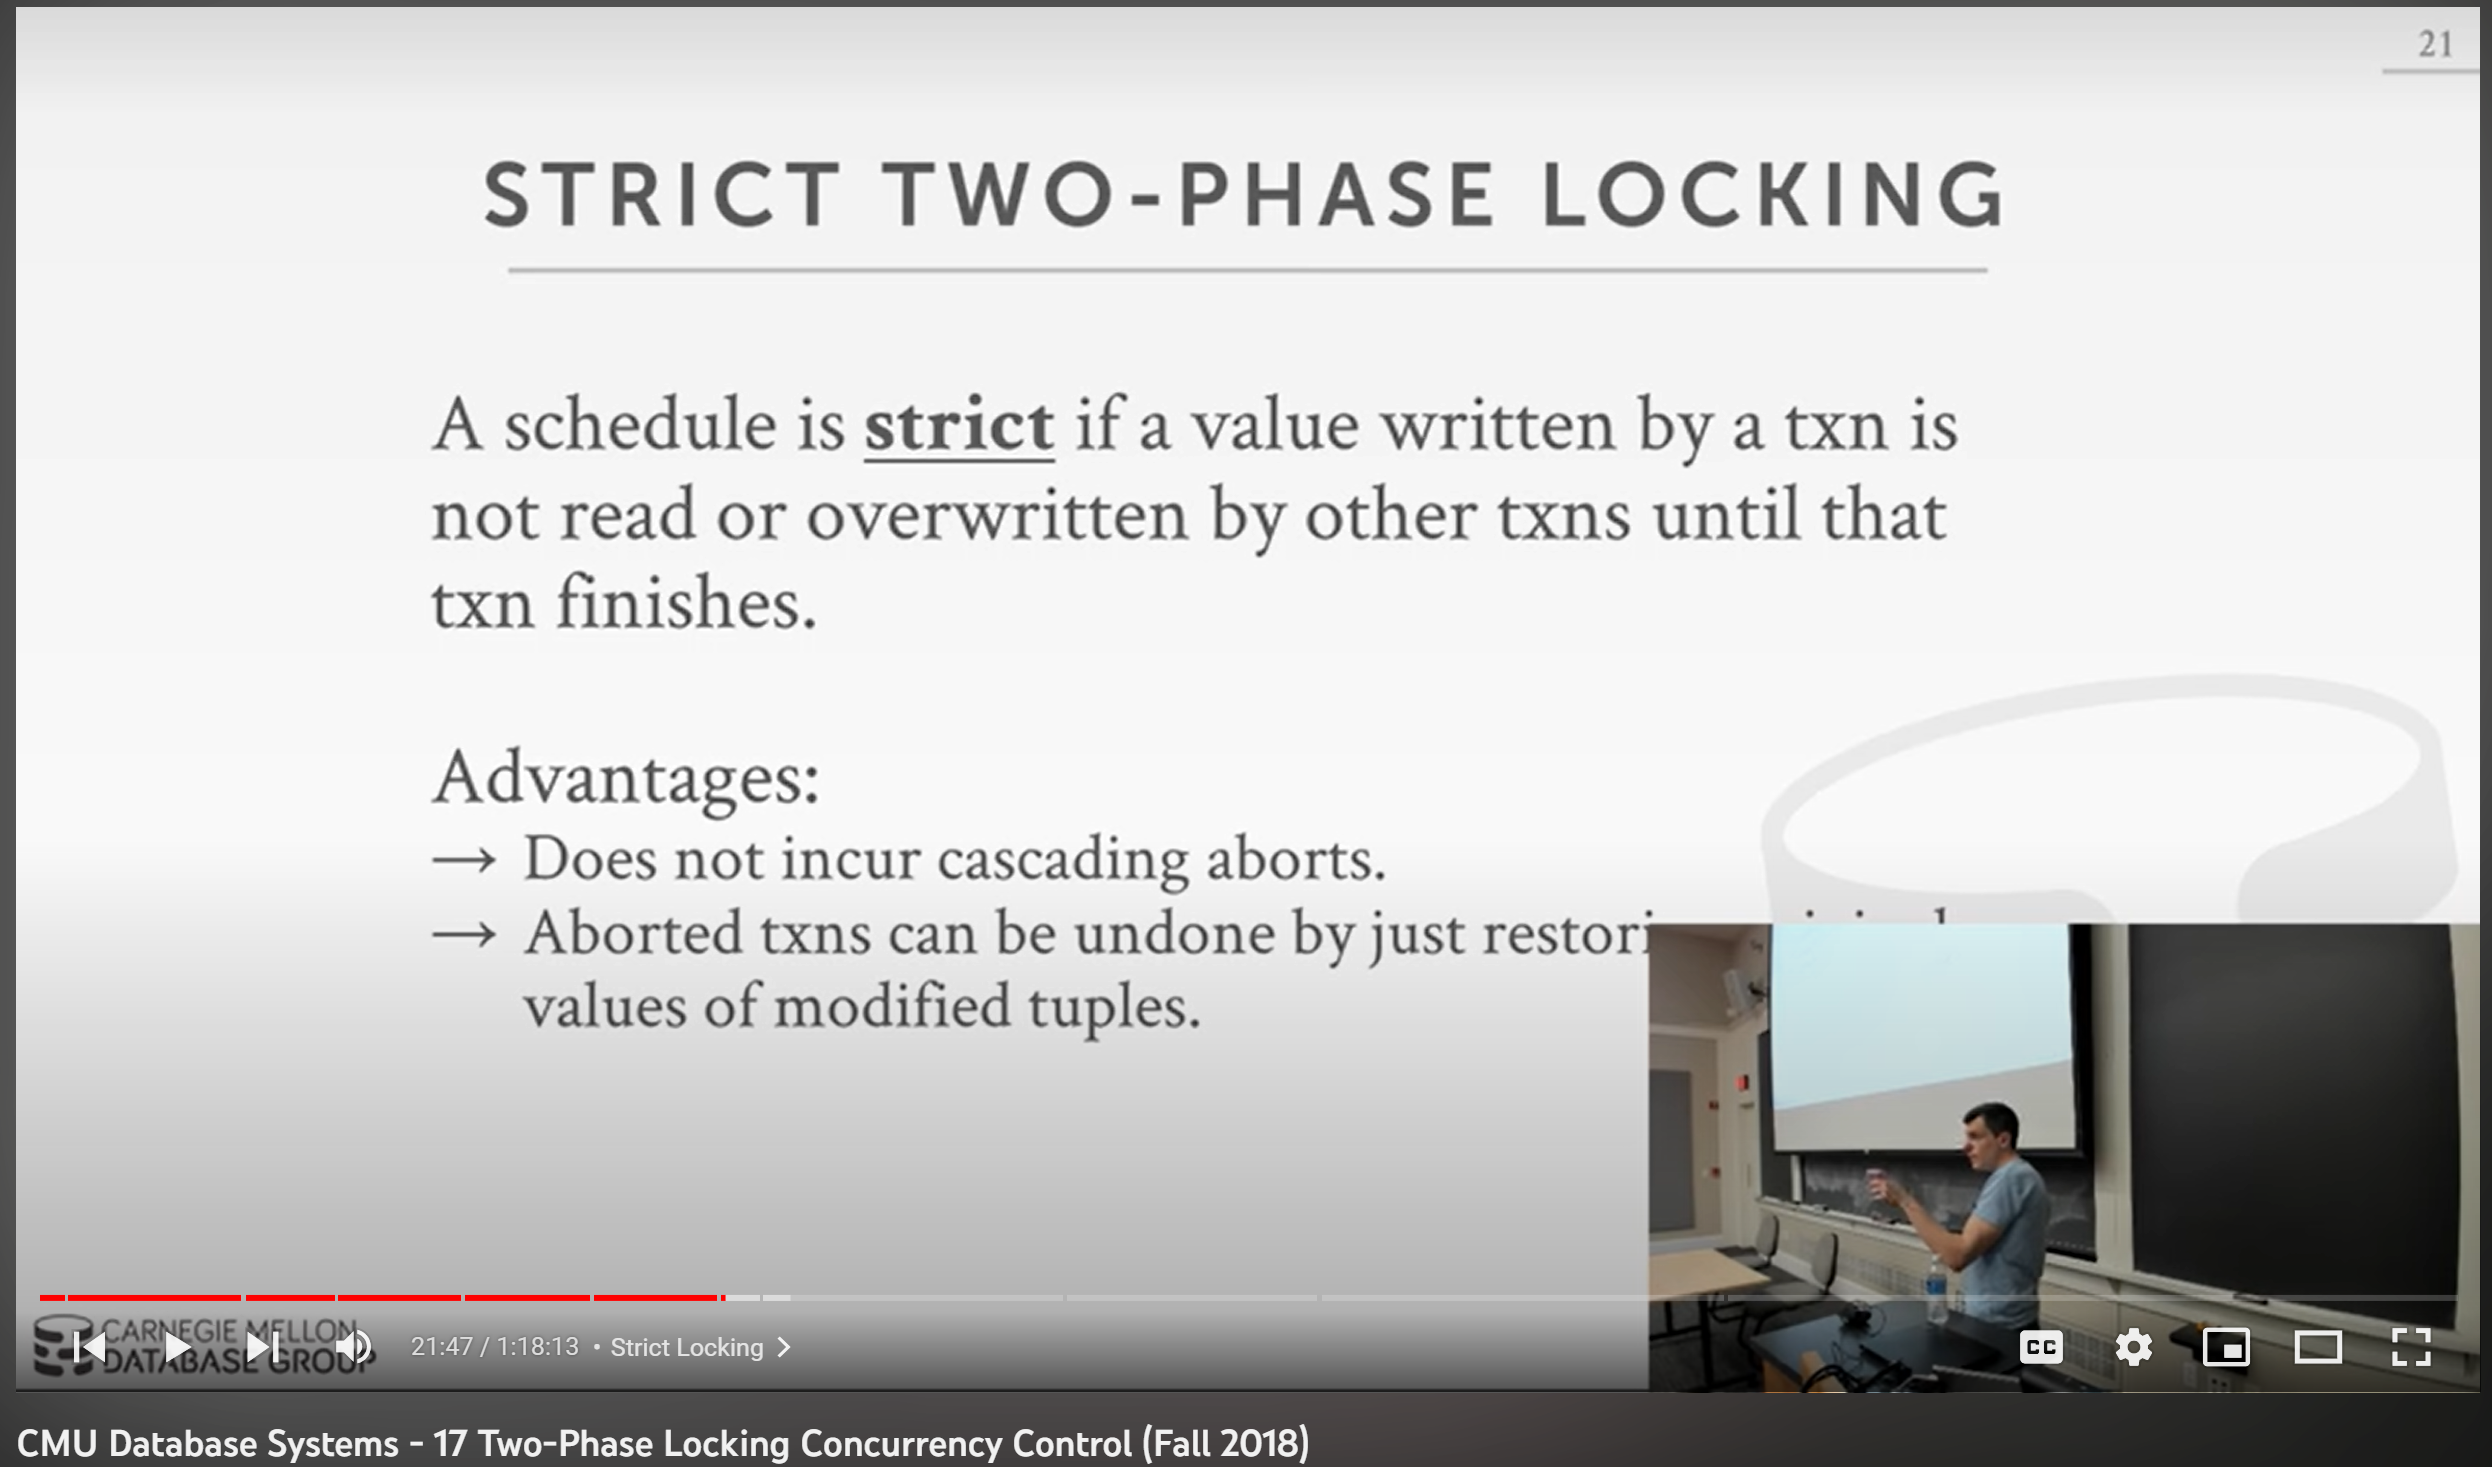 21
STRICT TWO-PHASE LOCKING
A schedule is strict if a value written by a txn is
not read or overwritten by other txns until that
txn finishes.
Advantages:
→ Does not incur cascading aborts.
→ Aborted txns can be undone by just
values of modified tuples.
CARNEGIE MELLON
DATABASE GROUP
21:47 / 1:18:13 • Strict Locking
CC
CMU Database Systems - 17 Two-Phase Locking Concurrency Control (Fall 2018)